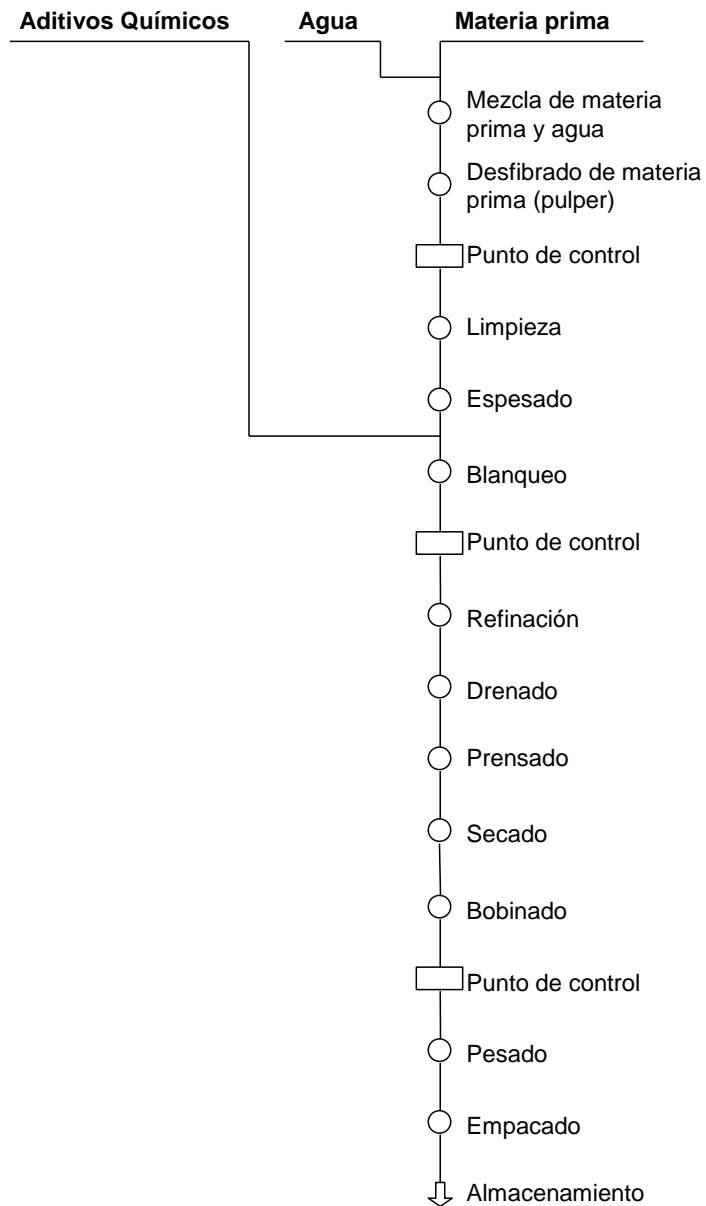 Aditivos Químicos
Agua
Materia prima
Mezcla de materia
prima y agua
Desfibrado de materia
prima (pulper)
Punto de control
Limpieza
Espesado
Blanqueo
Punto de control
Refinación
Drenado
Prensado
Secado
Bobinado
Punto de control
Pesado
Empacado
Almacenamiento